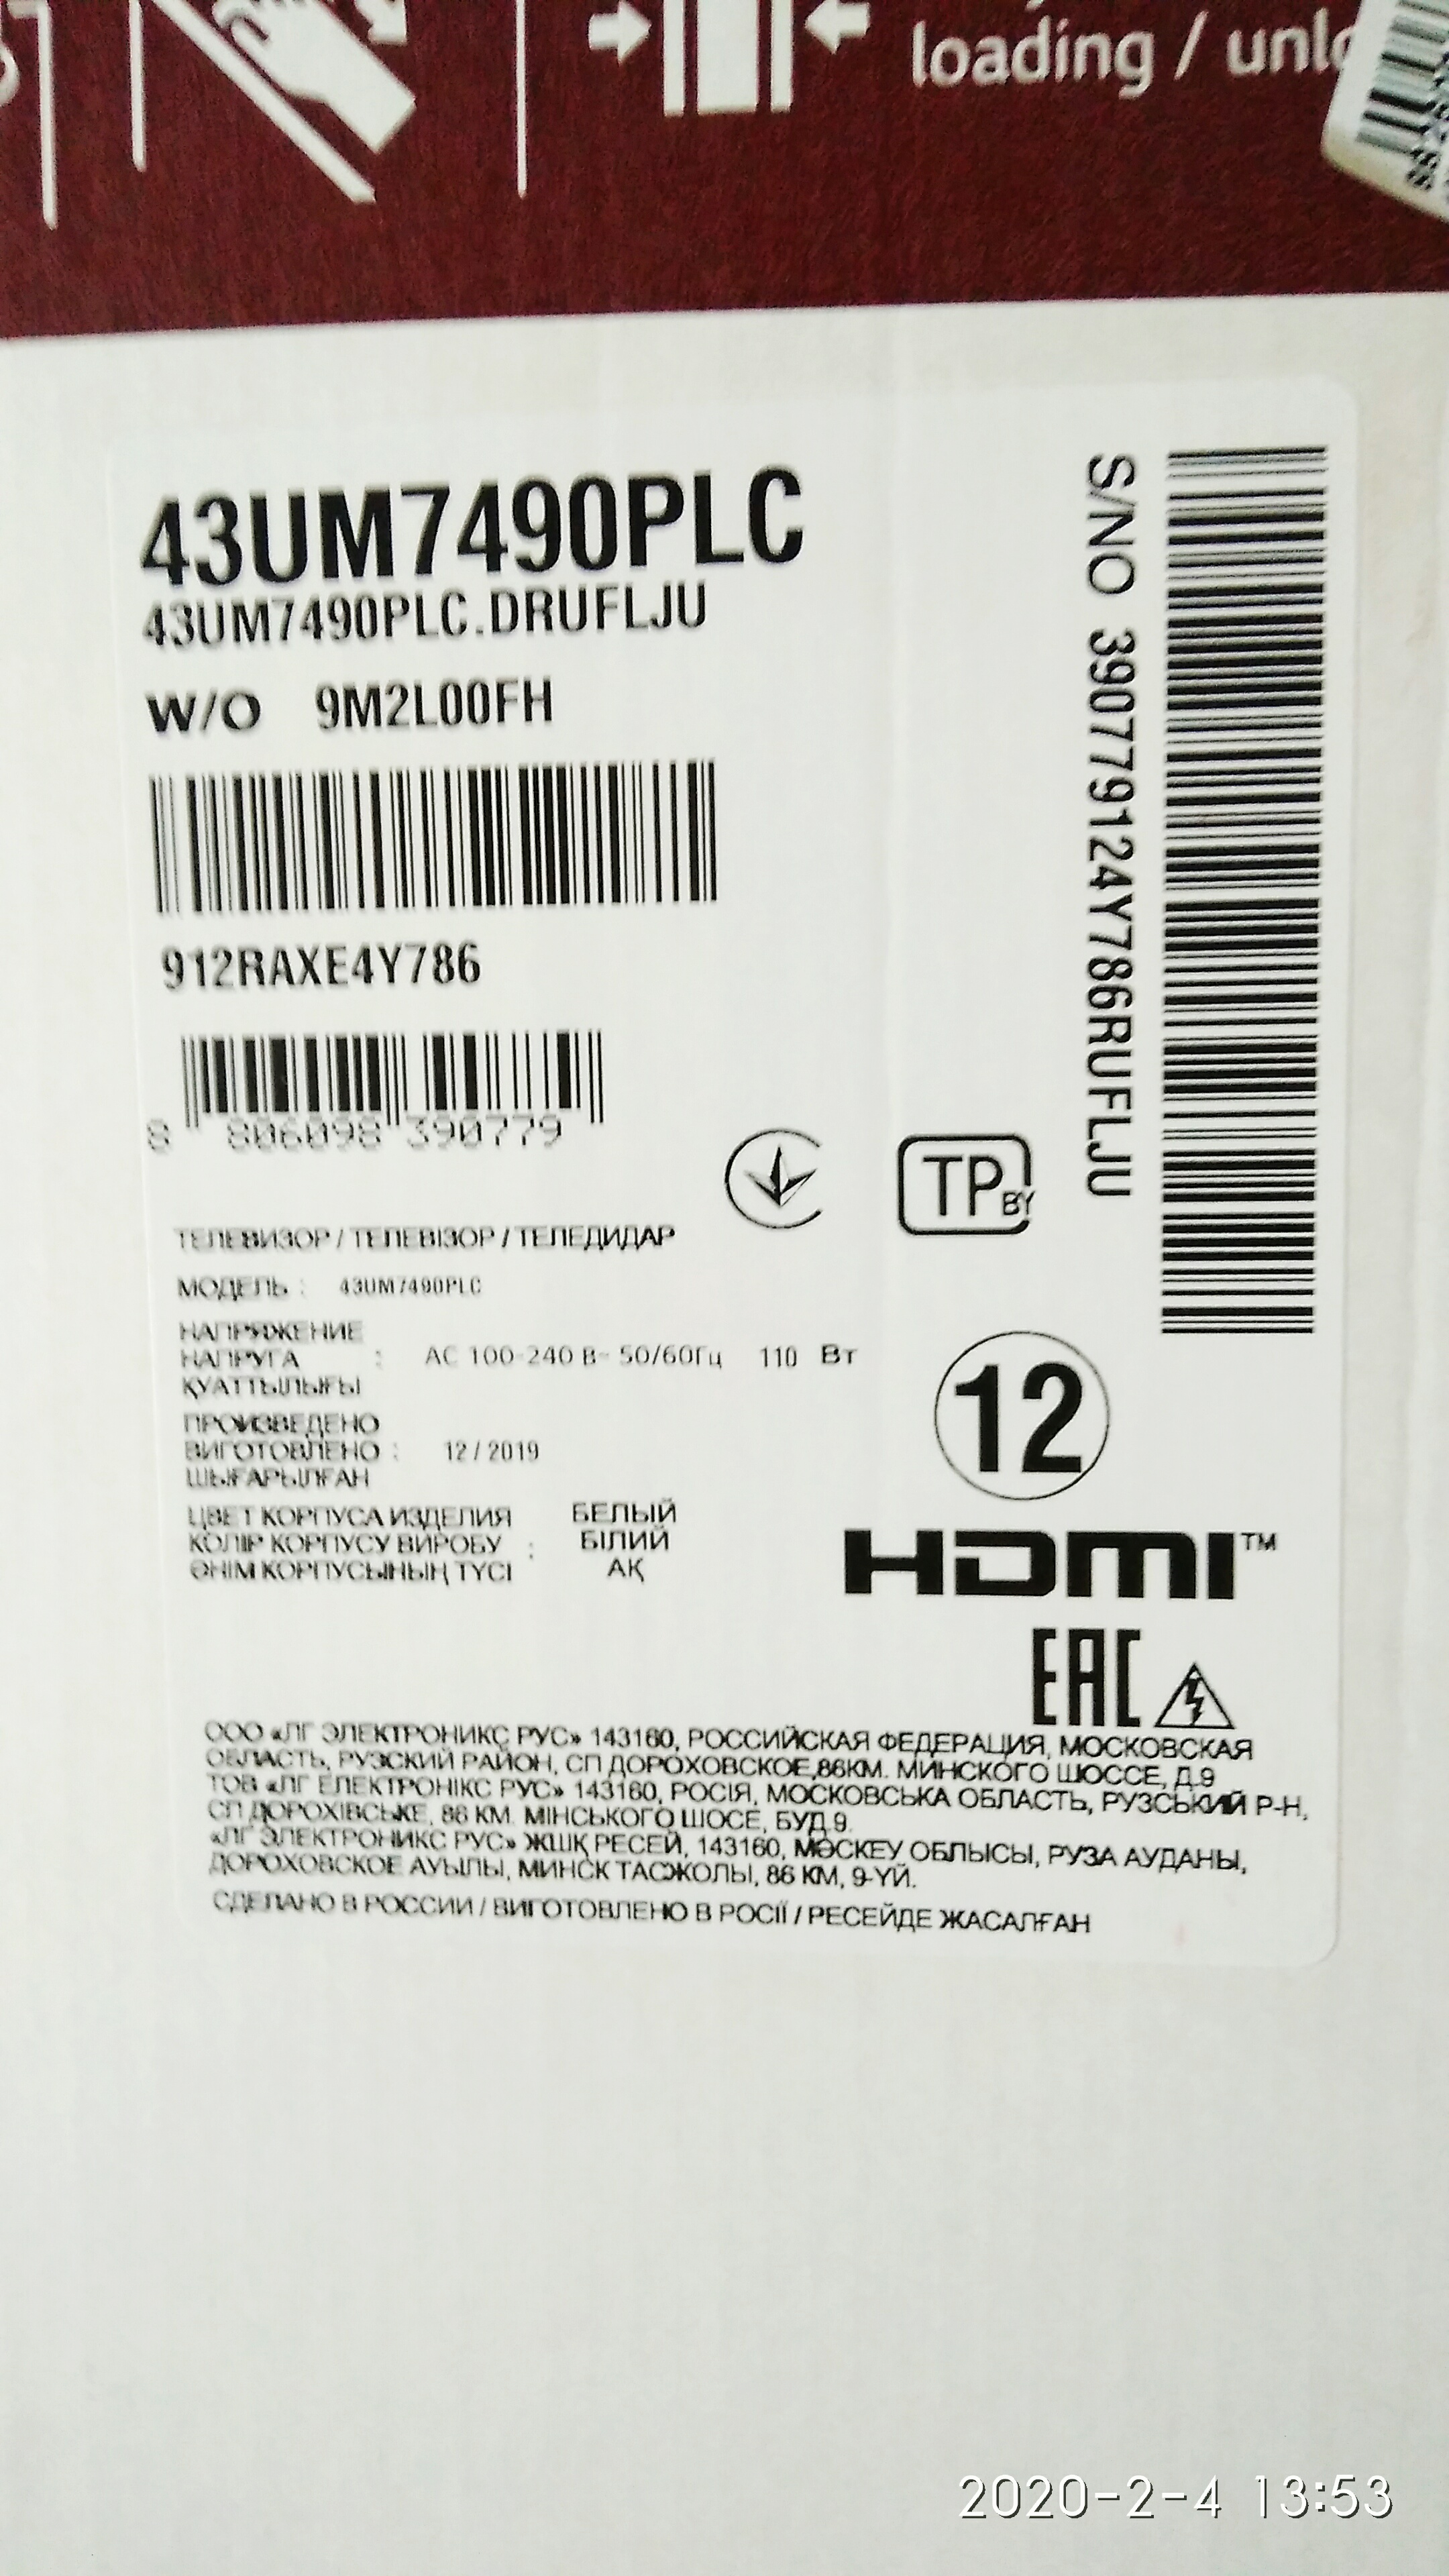 loading / unlo
43UM7490PLC
43UM7490PLC.DRUFLJU
W/O 9M2L00FH
912RAXE4Y786
8 806098 390779
S/NO 390779124Y786RUFLJU
TP BY
ТЕЛЕВИЗОР / ТЕЛЕВІЗОР / ТЕЛЕДИДАР
МОДЕЛЬ : 43UM7490PLC
НАПРЯЖЕНИЕ
НАПРУГА : AC 100-240 В~ 50/60Гц 110 Вт
ҚУАТТЫЛЫҒЫ
12
ПРОИЗВЕДЕНО
ВИГОТОВЛЕНО : 12 / 2019
ШЫҒАРЫЛҒАН
ЦВЕТ КОРПУСА ИЗДЕЛИЯ БЕЛЫЙ
КОЛІР КОРПУСУ ВИРОБУ : БІЛИЙ
ӨНІМ КОРПУСЫНЫҢ ТҮСІ АҚ
HDMI™
EAC
ООО «ЛГ ЭЛЕКТРОНИКС РУС» 143160, РОССИЙСКАЯ ФЕДЕРАЦИЯ, МОСКОВСКАЯ
ОБЛАСТЬ, РУЗСКИЙ РАЙОН, СП ДОРОХОВСКОЕ,86КМ. МИНСКОГО ШОССЕ, Д.9
ТОВ «ЛГ ЕЛЕКТРОНІКС РУС» 143160, РОСІЯ, МОСКОВСЬКА ОБЛАСТЬ, РУЗСЬКИЙ Р-Н,
СП ДОРОХІВСЬКЕ, 86 КМ. МІНСЬКОГО ШОСЕ, БУД.9.
«ЛГ ЭЛЕКТРОНИКС РУС» ЖШҚ РЕСЕЙ, 143160, МӘСКЕУ ОБЛЫСЫ, РУЗА АУДАНЫ,
ДОРОХОВСКОЕ АУЫЛЫ, МИНСК ТАСЖОЛЫ, 86 КМ, 9-ҮЙ.
СДЕЛАНО В РОССИИ / ВИГОТОВЛЕНО В РОСІЇ / РЕСЕЙДЕ ЖАСАЛҒАН
2020-2-4 13:53